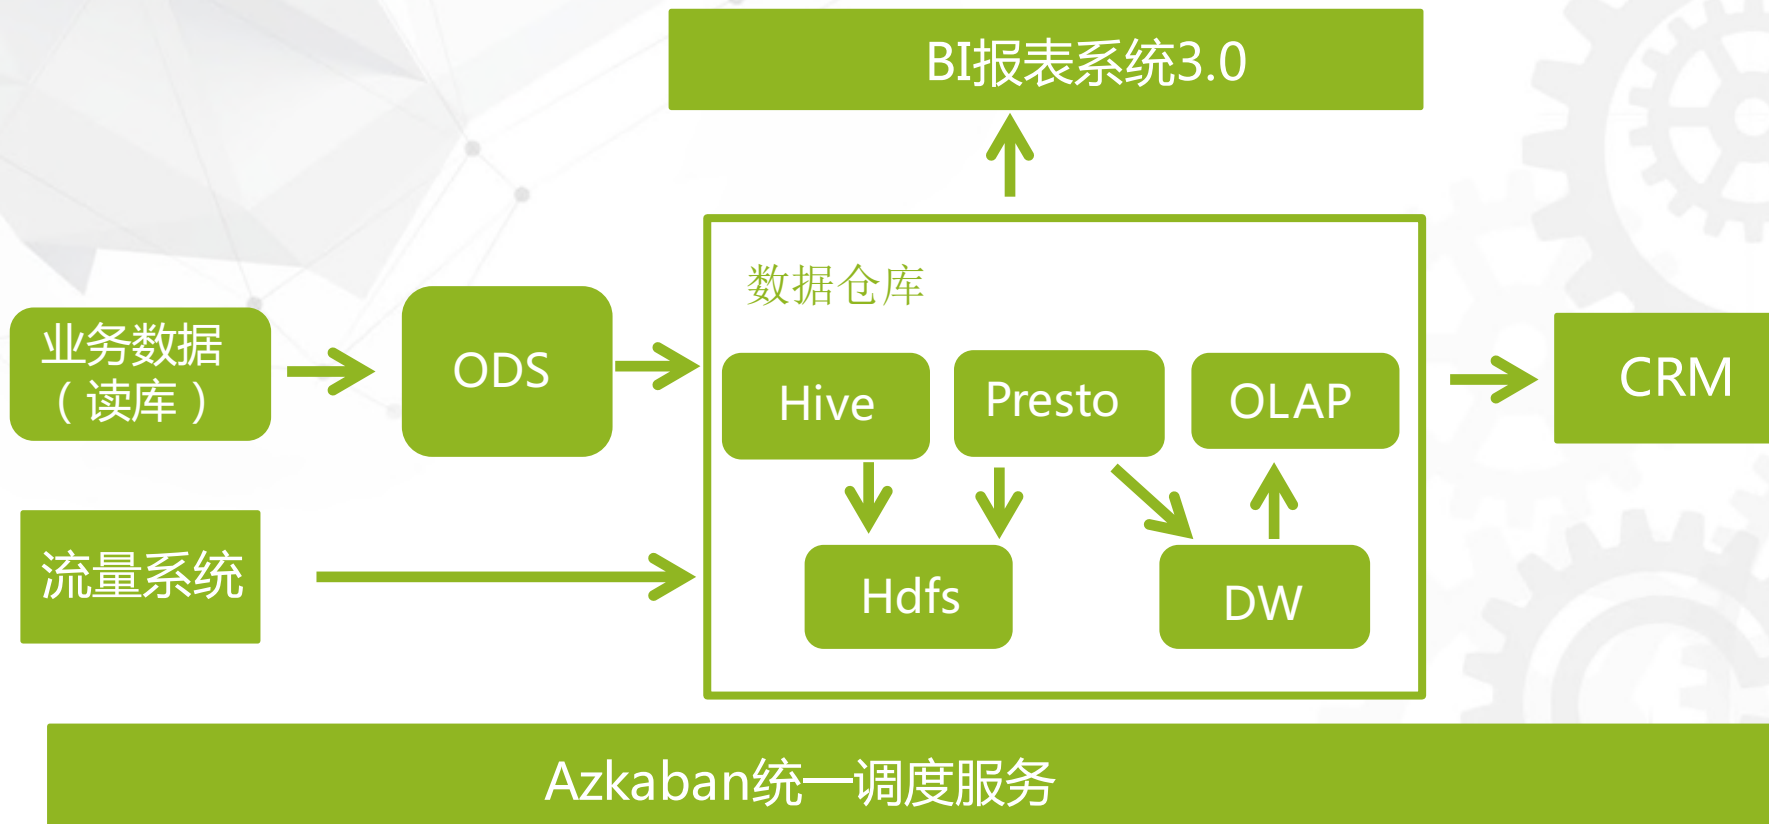 BI报表系统3.0
数据仓库
业务数据
（读库）
ODS
Hive
Presto
OLAP
CRM
流量系统
Hdfs
DW
Azkaban统一调度服务